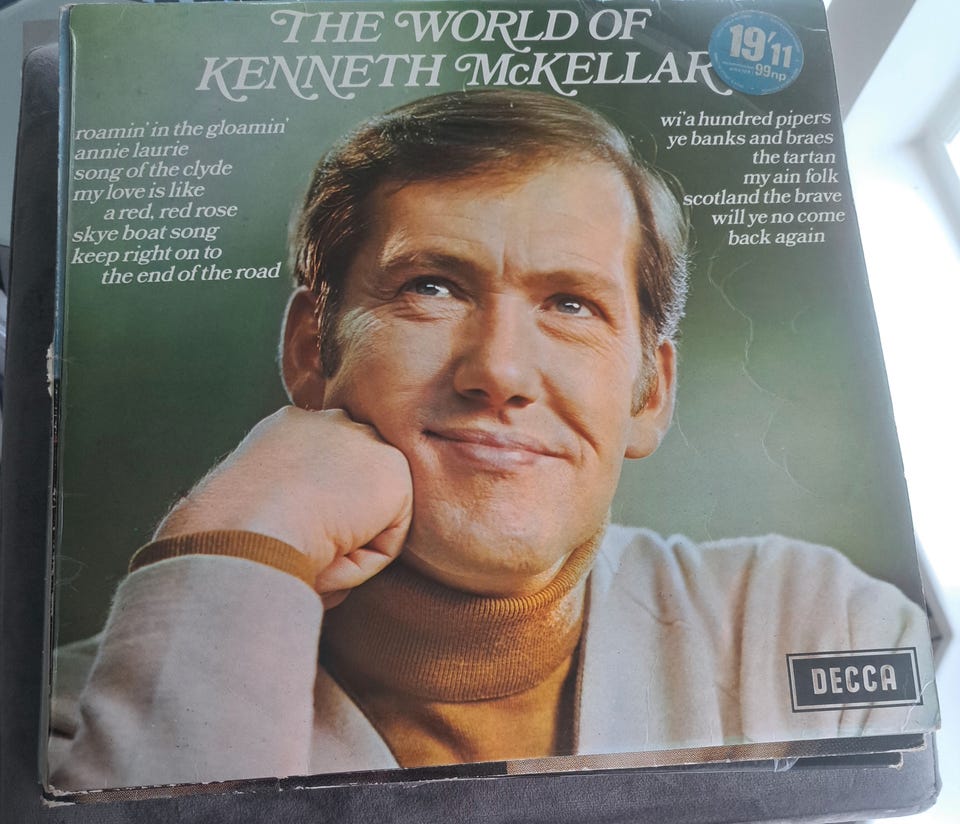 THE WORLD OF
KENNETH McKELLAR
19'11
99np
roamin' in the gloamin'
annie laurie
song of the clyde
my love is like
a red, red rose
skye boat song
keep right on to
the end of the road
wi'a hundred pipers
ye banks and braes
the tartan
my ain folk
scotland the brave
will ye no come
back again
DECCA